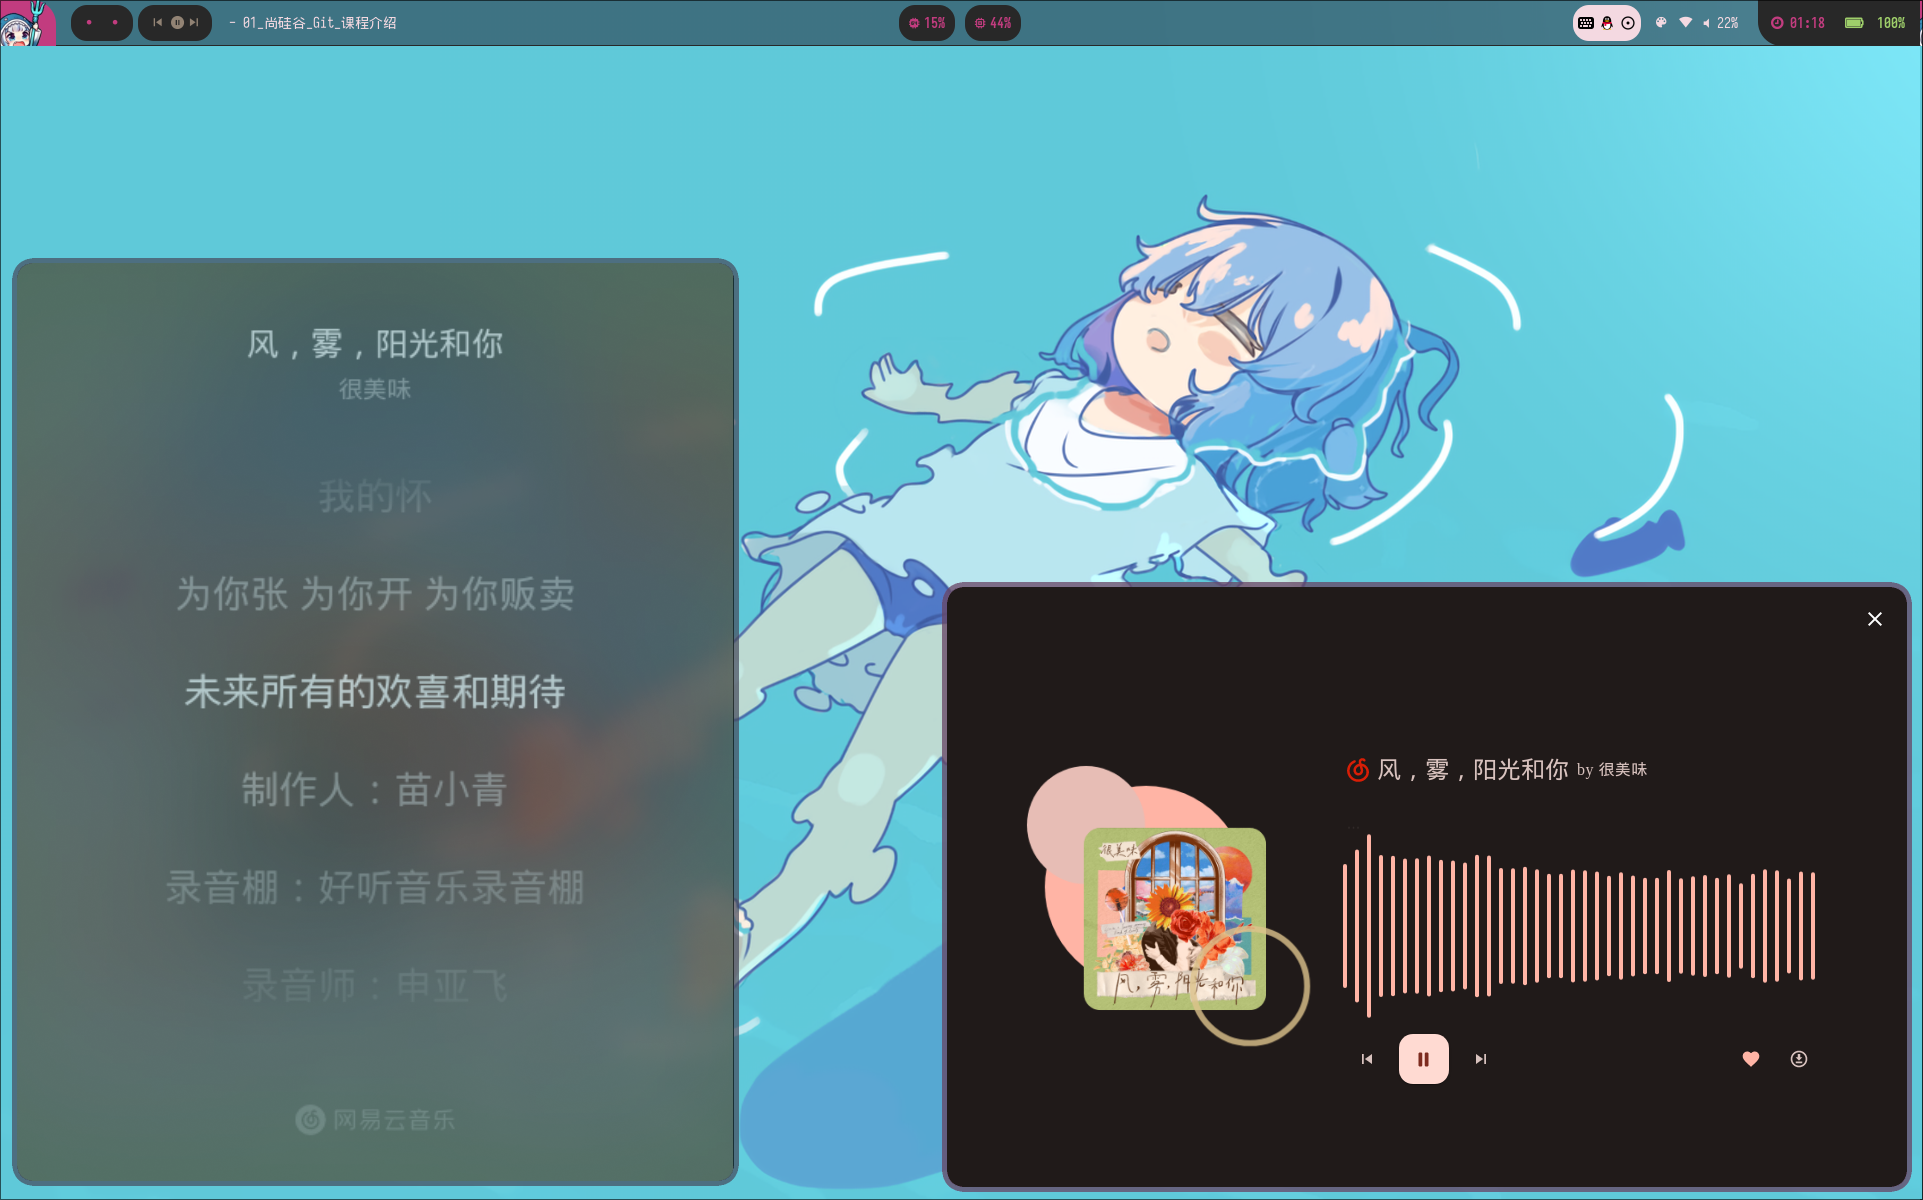 - 01_尚硅谷_Git_课程介绍
15%
44%
22%
01:18
100%
风，雾，阳光和你
很美味
我的怀
为你张 为你开 为你贩卖
未来所有的欢喜和期待
制作人：苗小青
录音棚：好听音乐录音棚
录音师：申亚飞
网易云音乐
风，雾，阳光和你 by 很美味
很美味
风，雾，阳光和你